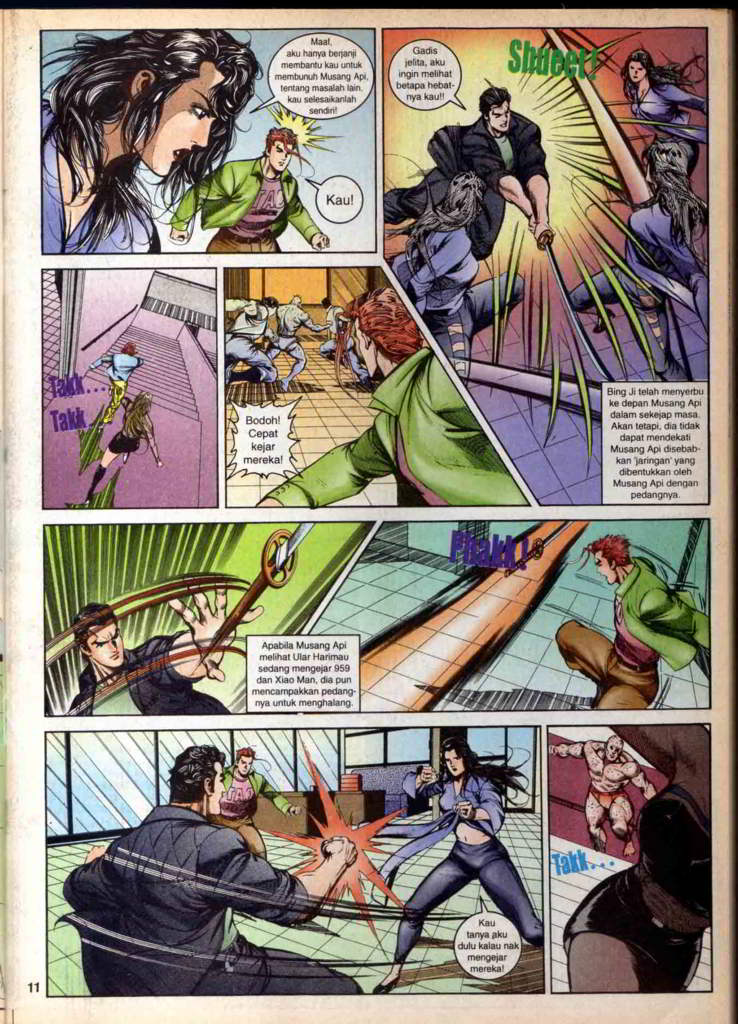 Maaf,
aku hanya berjanji
membantu kau untuk
membunuh Musang Api,
tentang masalah lain,
kau selesaikanlah
sendiri!
Kau!
Gadis
jelita, aku
ingin melihat
betapa hebat-
nya kau!!
Shueet!
Bing Ji telah menyerbu
ke depan Musang Api
dalam sekejap masa.
Akan tetapi, dia tidak
dapat mendekati
Musang Api disebab-
kan 'jaringan' yang
dibentukkan oleh
Musang Api dengan
pedangnya.
Takk...
Takk...
Bodoh!
Cepat
kejar
mereka!
Apabila Musang Api
melihat Ular Harimau
sedang mengejar 959
dan Xiao Man, dia pun
mencampakkan pedang-
nya untuk menghalang.
Phakk!
Kau
tanya aku
dulu kalau nak
mengejar
mereka!
Takk...
11